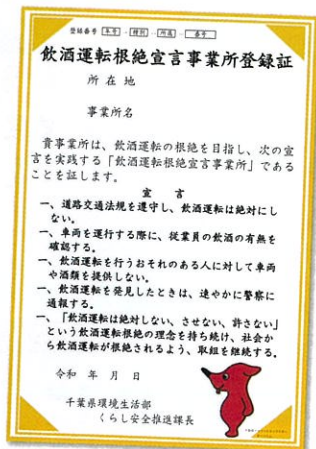 登録番号 年号 - 種別 - 所属 - 番号
飲酒運転根絶宣言事業所登録証
所在地
事業所名
貴事業所は、飲酒運転の根絶を目指し、次の宣
言を実践する「飲酒運転根絶宣言事業所」である
ことを証します。
宣 言
一、道路交通法規を遵守し、飲酒運転は絶対にし
ない。
一、車両を運行する際に、従業員の飲酒の有無を
確認する。
一、飲酒運転を行うおそれのある人に対して車両
や酒類を提供しない。
一、飲酒運転を発見したときは、速やかに警察に
通報する。
一、「飲酒運転は絶対しない、させない、許さない」
という飲酒運転根絶の理念を持ち続け、社会か
ら飲酒運転が根絶されるよう、取組を継続する。
令和 年 月 日
千葉県環境生活部
くらし安全推進課長